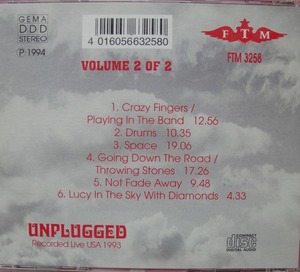 GEMA
DDD
STEREO
P 1994
4 016056 632580
VOLUME 2 OF 2
F T M
FTM 3258
1. Crazy Fingers /
Playing In The Band 12.56
2. Drums 10.35
3. Space 19.06
4. Going Down The Road /
Throwing Stones 17.26
5. Not Fade Away 9.48
6. Lucy In The Sky With Diamonds 4.33
UNPLUGGED
Recorded Live USA 1993
COMPACT
disc
DIGITAL AUDIO